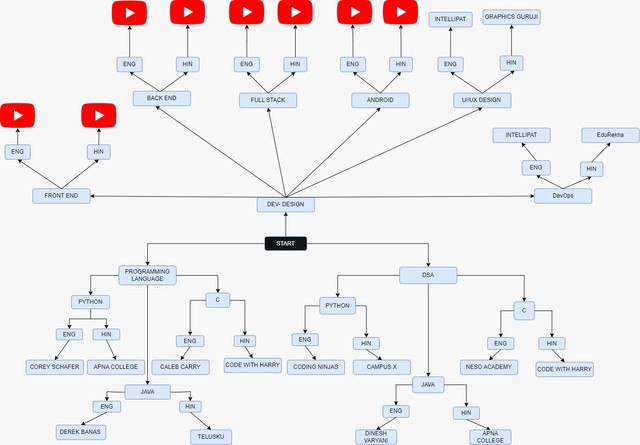 INTELLIPAT
GRAPHICS GURUJI
ENG
HIN
ENG
HIN
ENG
HIN
ENG
HIN
BACK END
FULL STACK
ANDROID
UI/UX DESIGN
INTELLIPAT
EduRekha
ENG
HIN
ENG
HIN
FRONT END
DEV- DESIGN
DevOps
START
PROGRAMMING
LANGUAGE
DSA
PYTHON
C
PYTHON
C
ENG
HIN
ENG
HIN
ENG
HIN
ENG
HIN
COREY SCHAFER
APNA COLLEGE
CALEB CARRY
CODE WITH HARRY
CODING NINJAS
CAMPUS X
NESO ACADEMY
CODE WITH HARRY
JAVA
JAVA
ENG
HIN
ENG
HIN
DEREK BANAS
TELUSKU
DINESH
VARYANI
APNA
COLLEGE